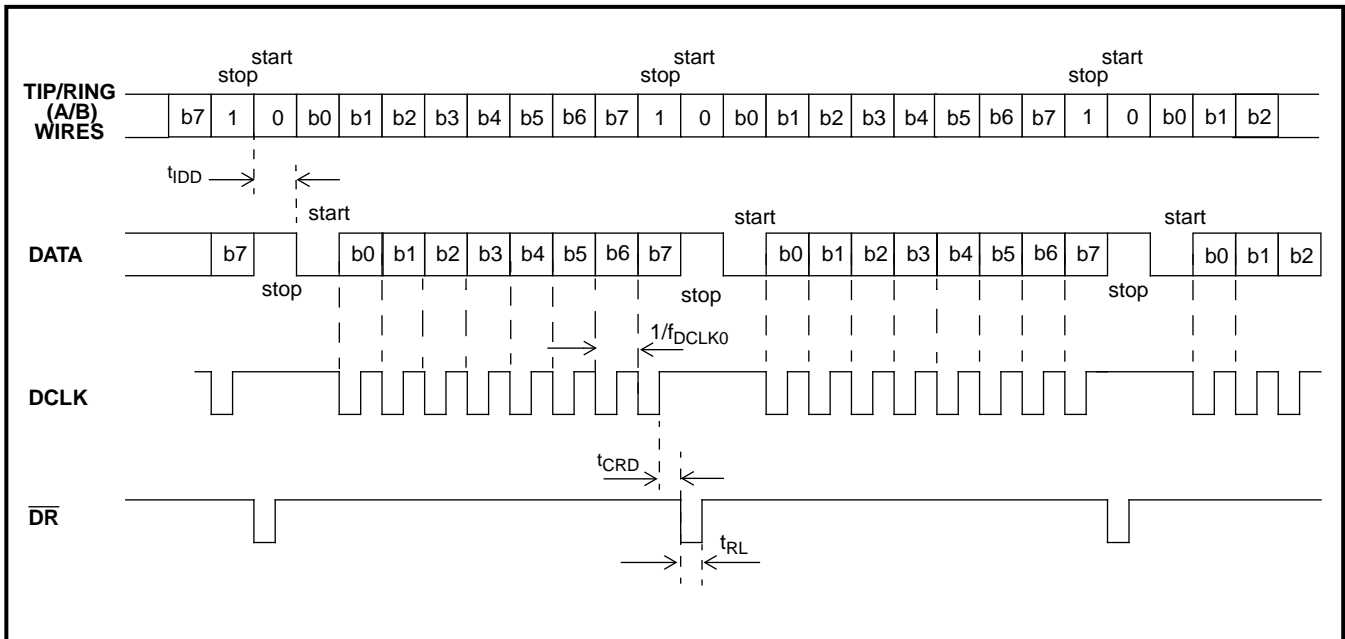 start start start
stop stop stop
TIP/RING
(A/B)
WIRES
b7 1 0 b0 b1 b2 b3 b4 b5 b6 b7 1 0 b0 b1 b2 b3 b4 b5 b6 b7 1 0 b0 b1 b2
tIDD
start start start
DATA
b7 b0 b1 b2 b3 b4 b5 b6 b7 b0 b1 b2 b3 b4 b5 b6 b7 b0 b1 b2
stop stop stop
1/fDCLK0
DCLK
tCRD
DR
tRL